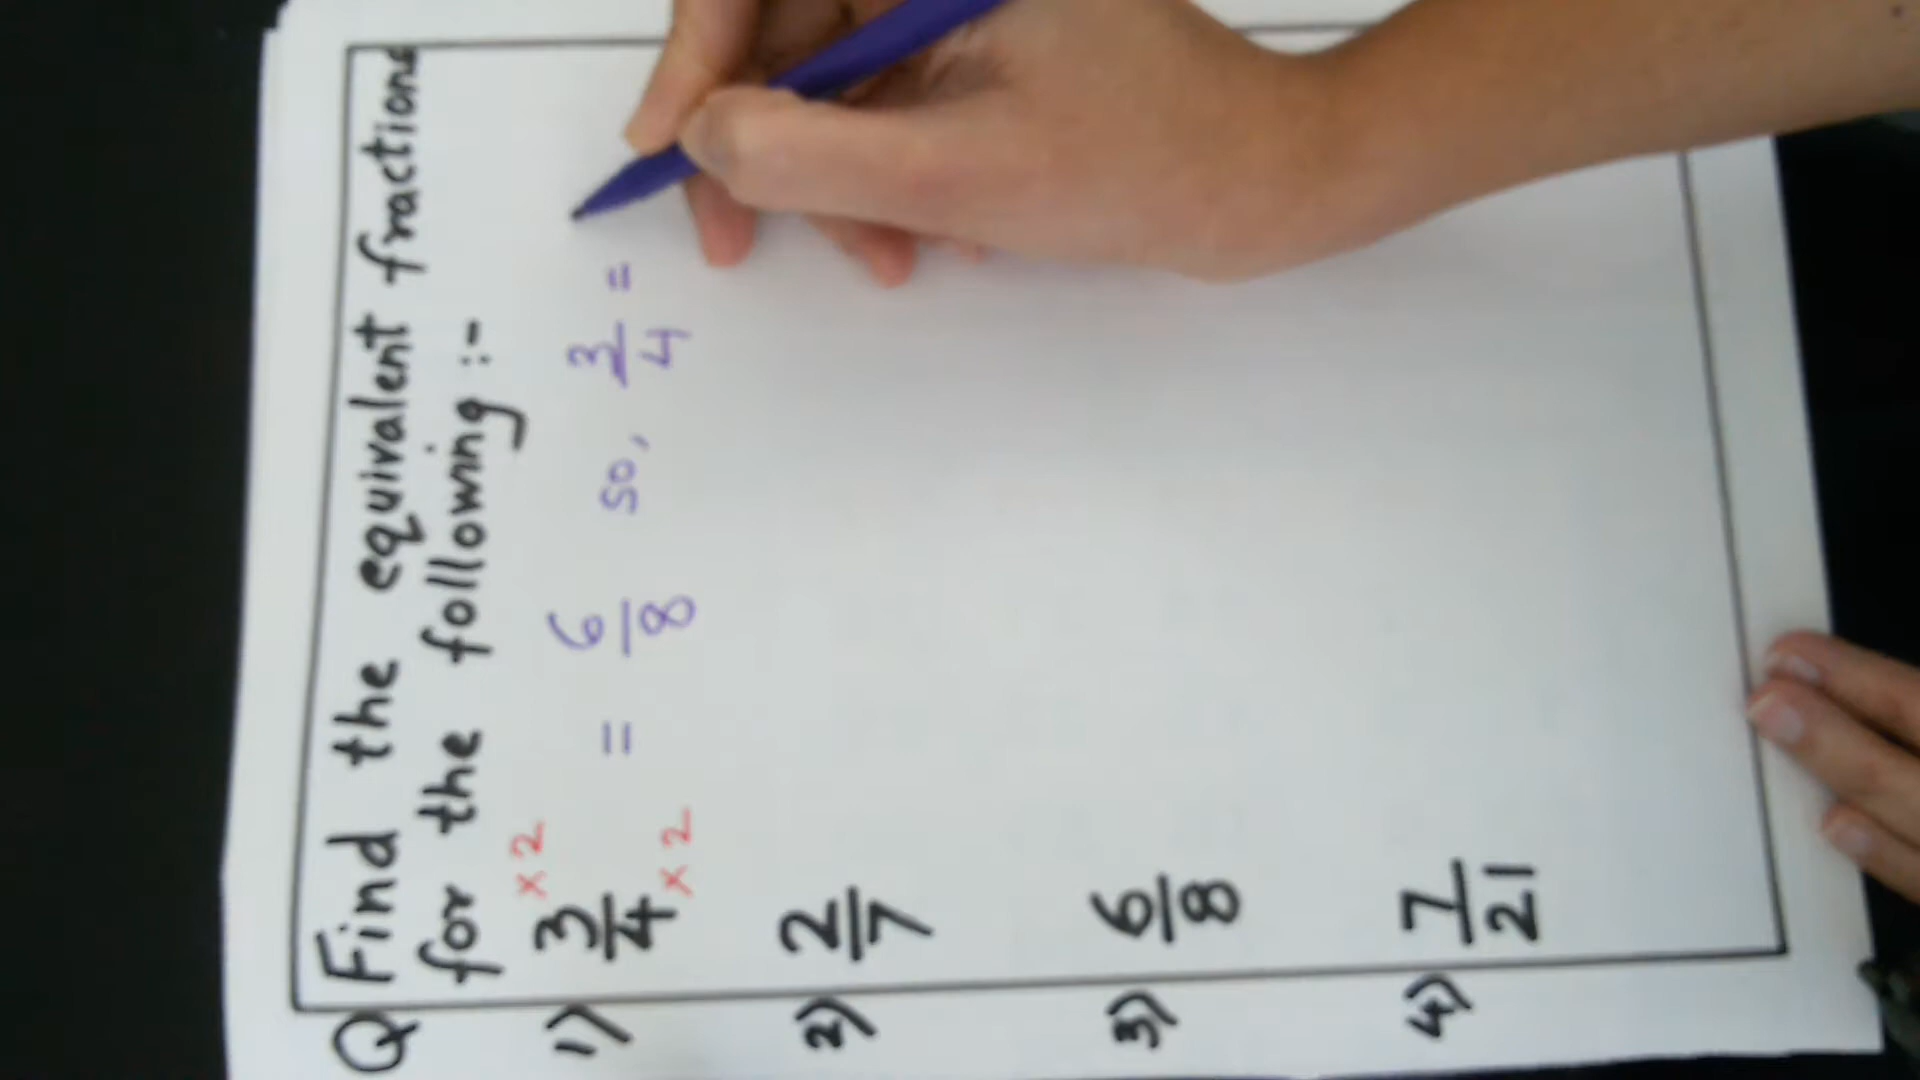 Q Find the equivalent fractions
for the following :-
1) 3/4 ×2 ×2 = 6/8 so, 3/4 =
2) 2/7
3) 6/8
4) 7/21